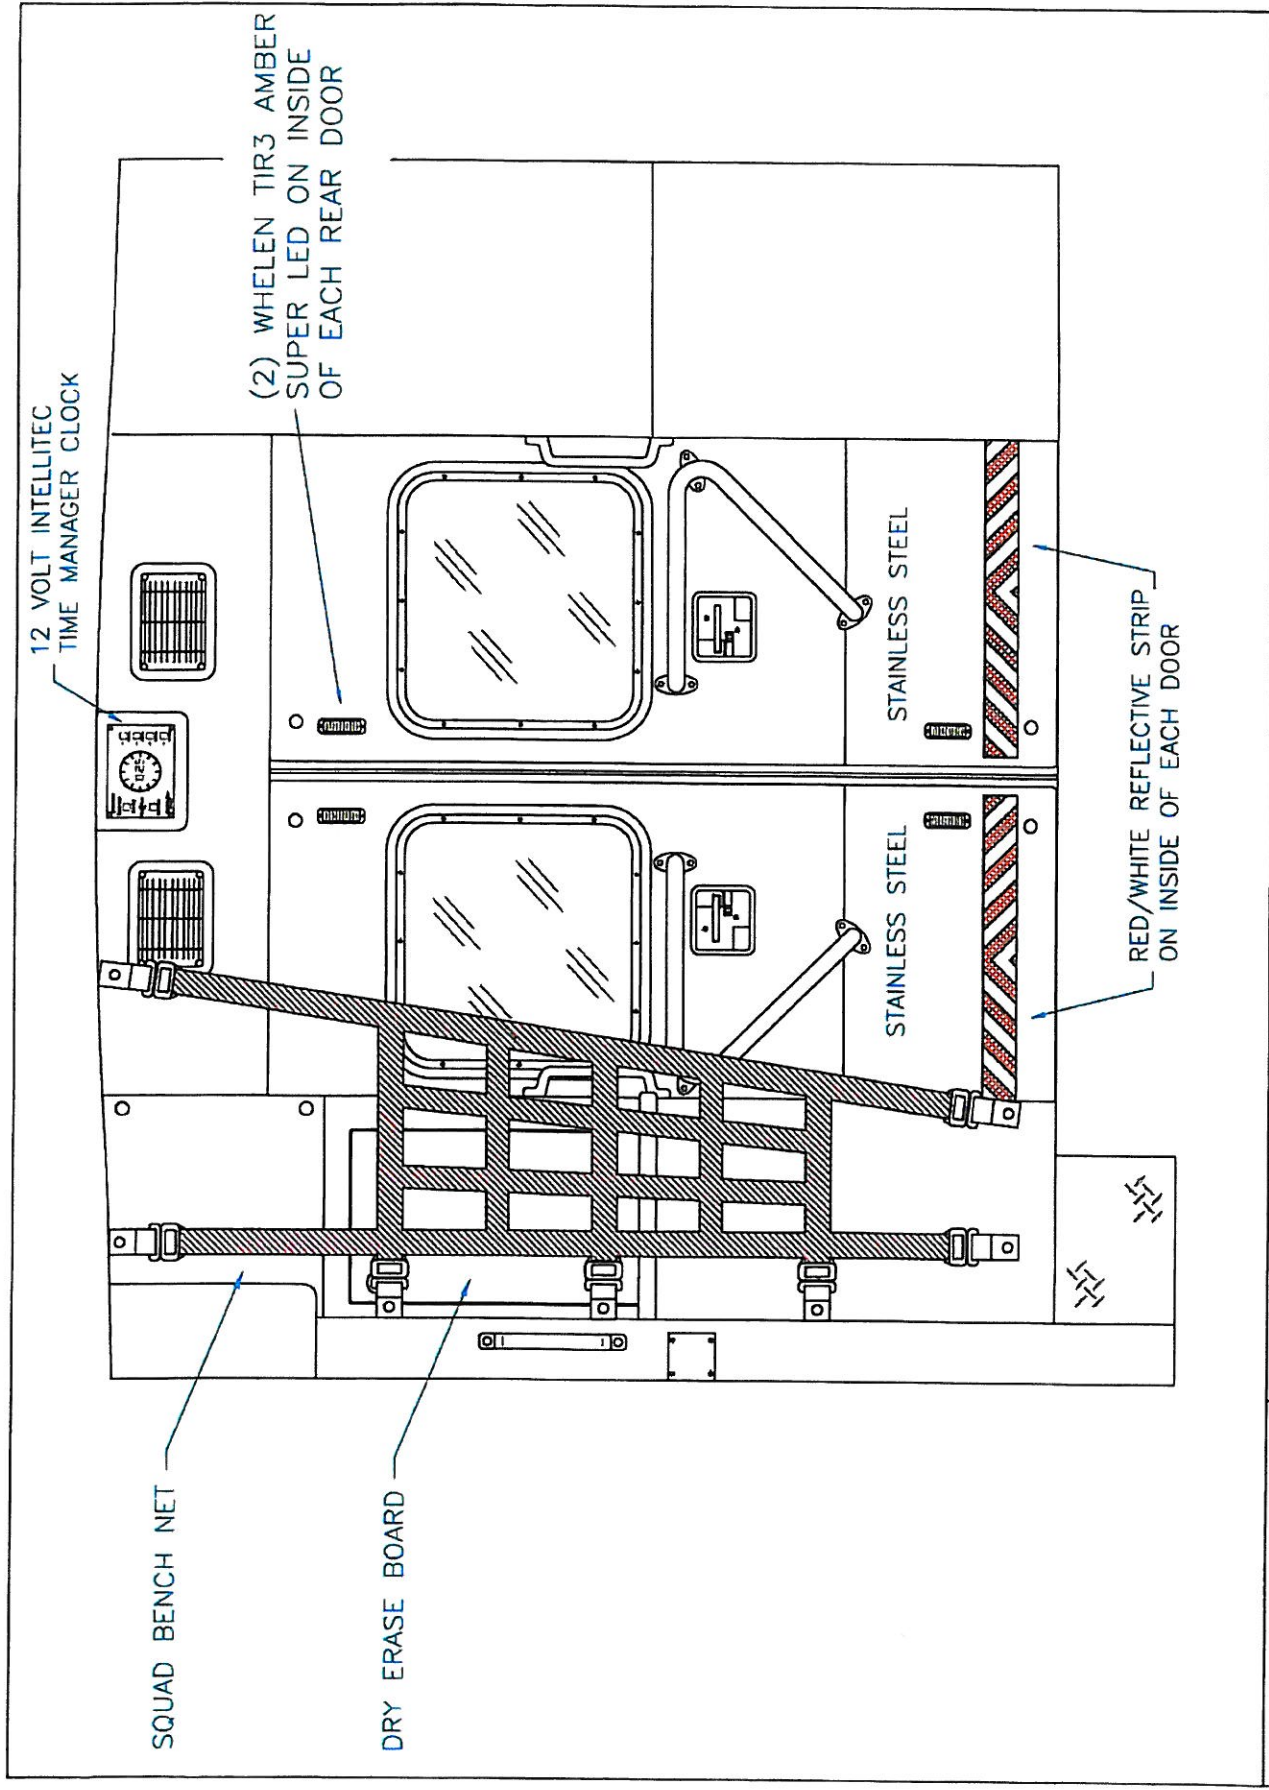 12 VOLT INTELLITEC
TIME MANAGER CLOCK
(2) WHELEN TIR3 AMBER
SUPER LED ON INSIDE
OF EACH REAR DOOR
SQUAD BENCH NET
DRY ERASE BOARD
STAINLESS STEEL
STAINLESS STEEL
RED/WHITE REFLECTIVE STRIP
ON INSIDE OF EACH DOOR